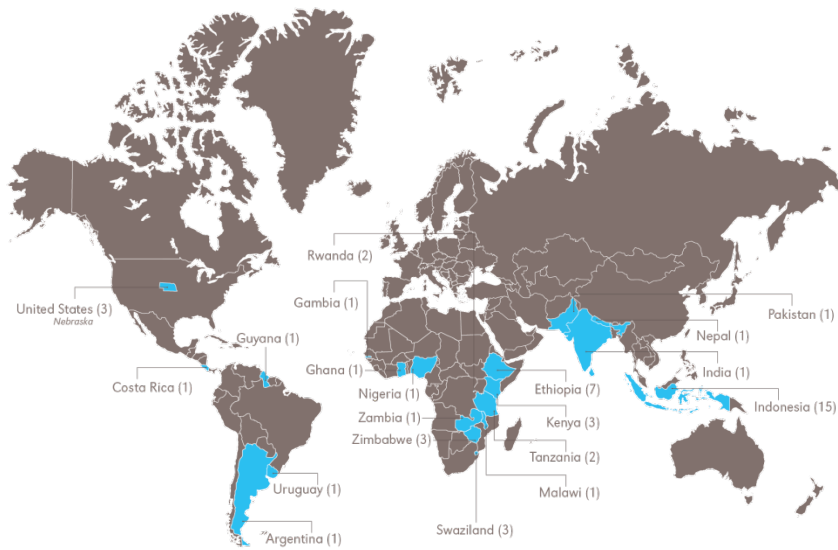 Rwanda (2)
United States (3)
Nebraska
Gambia (1)
Pakistan (1)
Nepal (1)
Guyana (1)
Ghana (1)
India (1)
Costa Rica (1)
Nigeria (1)
Ethiopia (7)
Indonesia (15)
Zambia (1)
Kenya (3)
Zimbabwe (3)
Tanzania (2)
Uruguay (1)
Malawi (1)
Swaziland (3)
Argentina (1)